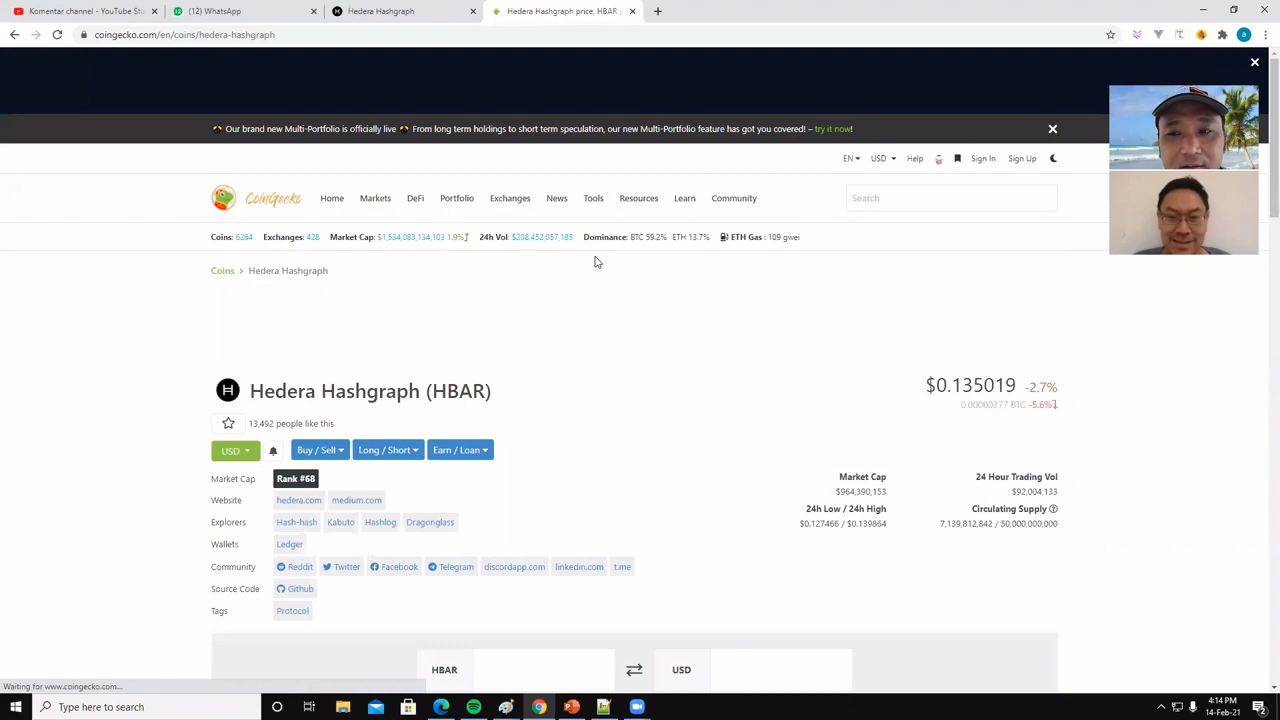 Komentar channel - YouTube St
(12) WhatsApp
Hedera Hashgraph
Hedera Hashgraph price, HBAR
coingecko.com/en/coins/hedera-hashgraph
Our brand new Multi-Portfolio is officially live From long term holdings to short term speculation, our new Multi-Portfolio feature has got you covered! – try it now!
EN USD Help Sign In Sign Up
CoinGecko Home Markets DeFi Portfolio Exchanges News Tools Resources Learn Community Search
Coins: 6264 Exchanges: 428 Market Cap: $1,534,083,134,103 1.9% 24h Vol: $208,452,057,185 Dominance: BTC 59.2% ETH 13.7% ETH Gas : 109 gwei
Coins > Hedera Hashgraph
Hedera Hashgraph (HBAR)
$0.135019 -2.7%
0.00000277 BTC -5.6%
13,492 people like this
USD Buy / Sell Long / Short Earn / Loan
Market Cap Rank #68
Website hedera.com medium.com
Explorers Hash-hash Kabuto Hashlog Dragonglass
Wallets Ledger
Community Reddit Twitter Facebook Telegram discordapp.com linkedin.com t.me
Source Code Github
Tags Protocol
Market Cap 24 Hour Trading Vol
$964,390,153 $92,004,133
24h Low / 24h High Circulating Supply
$0.127466 / $0.139864 7,139,812,842 / 50,000,000,000
HBAR USD
Waiting for www.coingecko.com...
Type here to search
4:14 PM
14-Feb-21